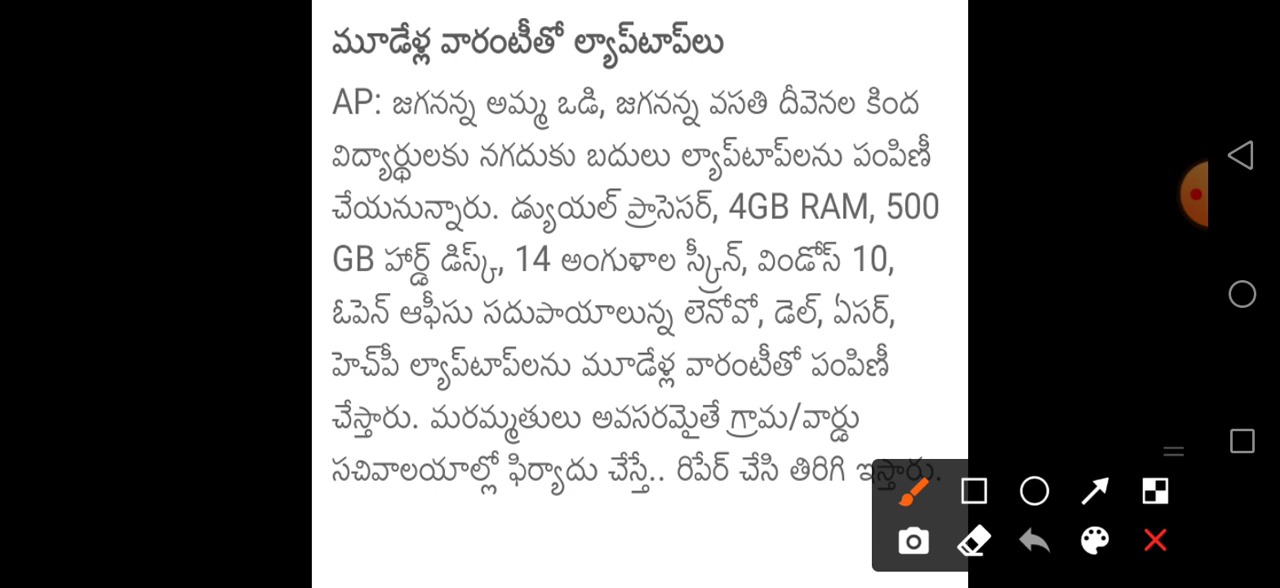 మూడేళ్ల వారంటీతో ల్యాప్‌టాప్‌లు
AP: జగనన్న అమ్మ ఒడి, జగనన్న వసతి దీవెనల కింద
విద్యార్థులకు నగదుకు బదులు ల్యాప్‌టాప్‌లను పంపిణీ
చేయనున్నారు. డ్యుయల్ ప్రాసెసర్, 4GB RAM, 500
GB హార్డ్ డిస్క్, 14 అంగుళాల స్క్రీన్, విండోస్ 10,
ఓపెన్ ఆఫీసు సదుపాయాలున్న లెనోవో, డెల్, ఏసర్,
హెచ్‌పీ ల్యాప్‌టాప్‌లను మూడేళ్ల వారంటీతో పంపిణీ
చేస్తారు. మరమ్మతులు అవసరమైతే గ్రామ/వార్డు
సచివాలయాల్లో ఫిర్యాదు చేస్తే.. రిపేర్ చేసి తిరిగి ఇస్తారు.